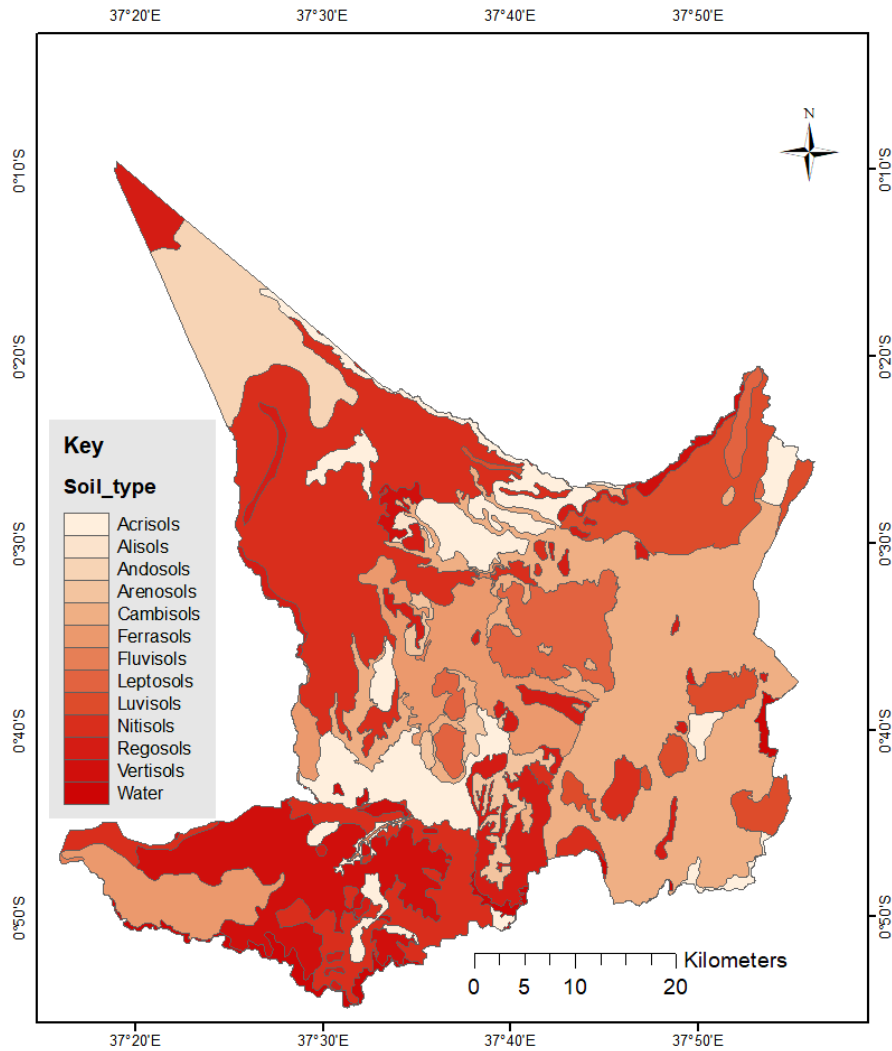 37°20'E 37°30'E 37°40'E 37°50'E
N
0°10'S 0°10'S
0°20'S 0°20'S
Key
Soil_type
Acrisols
Alisols
Andosols
Arenosols
Cambisols
Ferrasols
Fluvisols
Leptosols
Luvisols
Nitisols
Regosols
Vertisols
Water
0°30'S 0°30'S
0°40'S 0°40'S
0°50'S 0°50'S
Kilometers
0 5 10 20
37°20'E 37°30'E 37°40'E 37°50'E